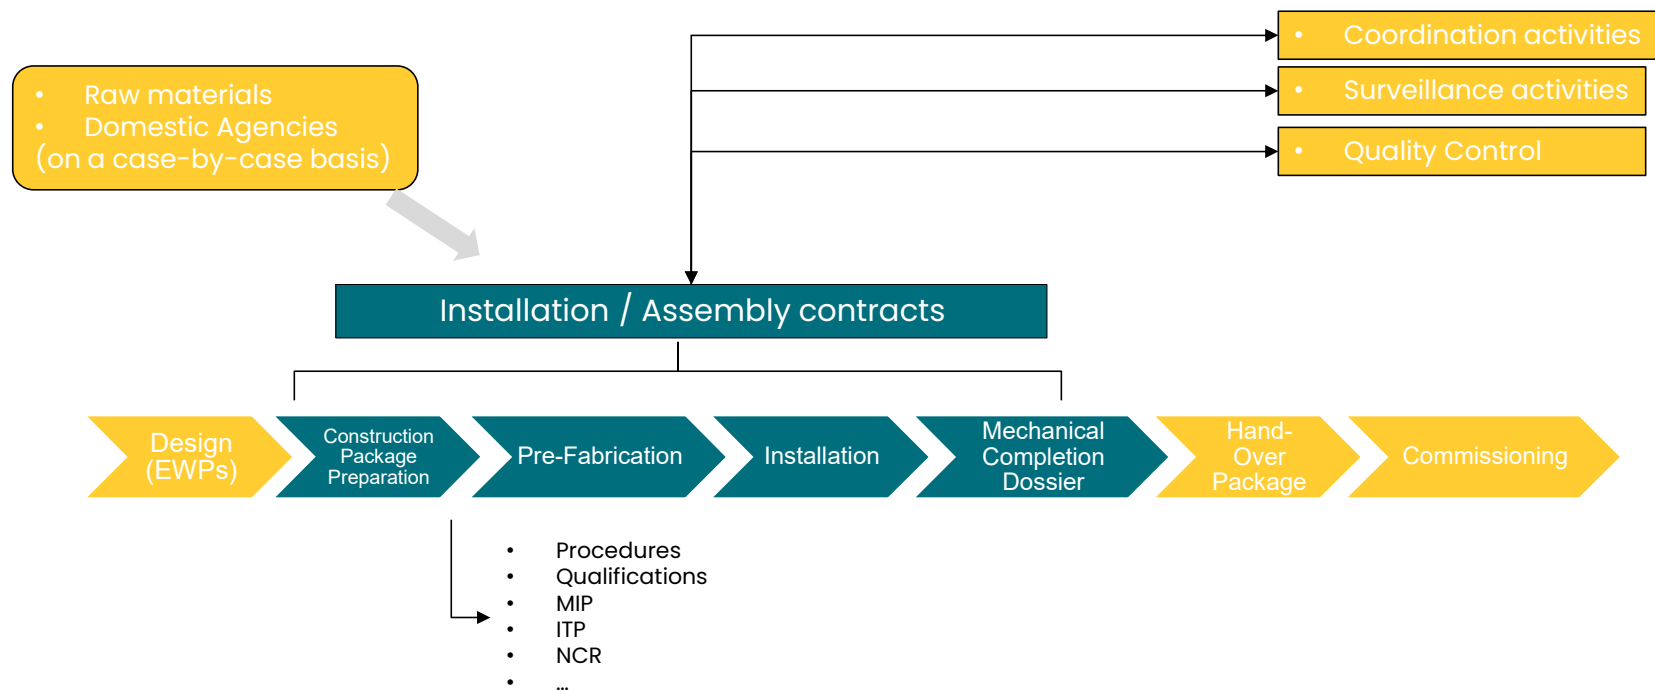 • Coordination activities
• Surveillance activities
• Quality Control
• Raw materials
• Domestic Agencies
(on a case-by-case basis)
Installation / Assembly contracts
Design
(EWPs)
Construction
Package
Preparation
Pre-Fabrication
Installation
Mechanical
Completion
Dossier
Hand-
Over
Package
Commissioning
• Procedures
• Qualifications
• MIP
• ITP
• NCR
• …